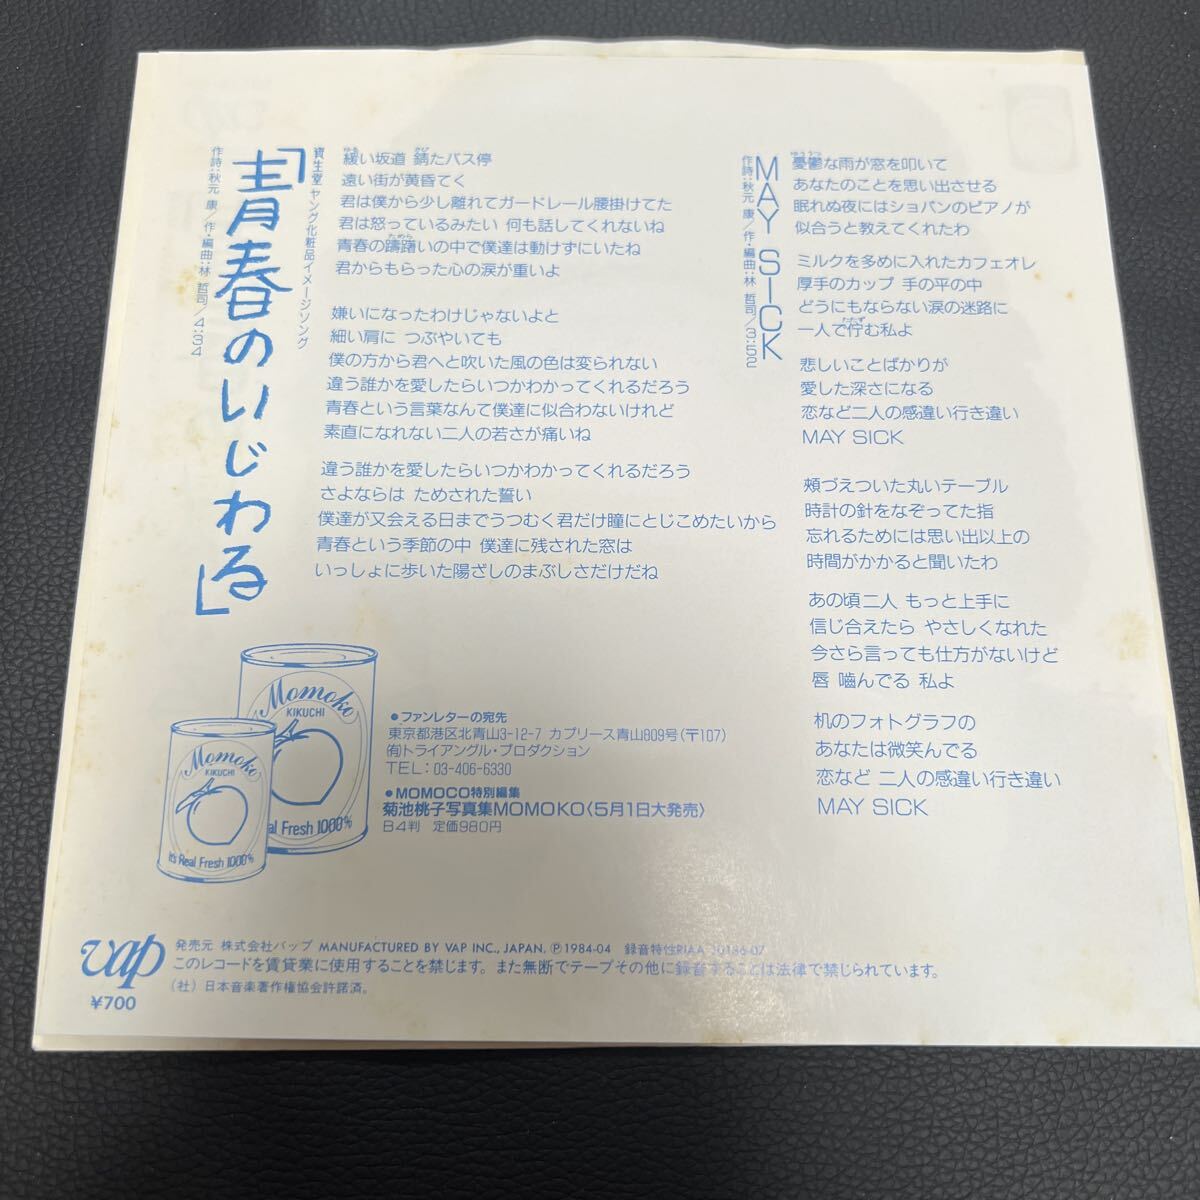 「青春のいじわる」
資生堂 ヤング化粧品イメージソング
作詩:秋元 康/作・編曲:林 哲司/4:34
緩い坂道 錆たバス停
遠い街が黄昏てく
君は僕から少し離れてガードレール腰掛けてた
君は怒っているみたい 何も話してくれないね
青春の躊躇いの中で僕達は動けずにいたね
君からもらった心の涙が重いよ
嫌いになったわけじゃないよと
細い肩に つぶやいても
僕の方から君へと吹いた風の色は変られない
違う誰かを愛したらいつかわかってくれるだろう
青春という言葉なんて僕達に似合わないけれど
素直になれない二人の若さが痛いね
違う誰かを愛したらいつかわかってくれるだろう
さよならは ためされた誓い
僕達が又会える日までうつむく君だけ瞳にとじこめたいから
青春という季節の中 僕達に残された窓は
いっしょに歩いた陽ざしのまぶしさだけだね
MAY SICK
作詩:秋元 康/作・編曲:林 哲司/3:52
憂鬱な雨が窓を叩いて
あなたのことを思い出させる
眠れぬ夜にはショパンのピアノが
似合うと教えてくれたわ
ミルクを多めに入れたカフェオレ
厚手のカップ 手の平の中
どうにもならない涙の迷路に
一人で佇む私よ
悲しいことばかりが
愛した深さになる
恋など二人の感違い行き違い
MAY SICK
頰づえついた丸いテーブル
時計の針をなぞってた指
忘れるためには思い出以上の
時間がかかると聞いたわ
あの頃二人 もっと上手に
信じ合えたら やさしくなれた
今さら言っても仕方がないけど
唇 嚙んでる 私よ
机のフォトグラフの
あなたは微笑んでる
恋など 二人の感違い行き違い
MAY SICK
Momoko
KIKUCHI
al Fresh 1000%
Momoko
KIKUCHI
It's Real Fresh 1000%
●ファンレターの宛先
東京都港区北青山3-12-7 カプリース青山809号(〒107)
(有)トライアングル・プロダクション
TEL:03-406-6330
●MOMOCO特別編集
菊池桃子写真集MOMOKO〈5月1日大発売〉
B4判 定価980円
vap
¥700
発売元 株式会社バップ MANUFACTURED BY VAP INC., JAPAN. Ⓟ1984-04 録音特性RIAA 10186-07
このレコードを賃貸業に使用することを禁じます。また無断でテープその他に録音することは法律で禁じられています。
(社)日本音楽著作権協会許諾済。